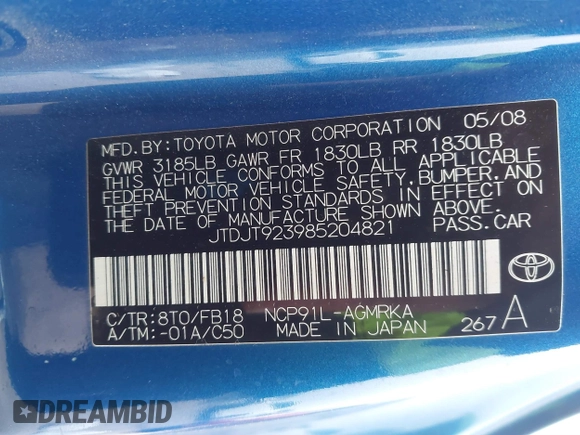 MFD.BY:TOYOTA MOTOR CORPORATION 05/08
GVWR 3185LB GAWR FR 1830LB RR 1830LB
THIS VEHICLE CONFORMS TO ALL APPLICABLE
FEDERAL MOTOR VEHICLE SAFETY,BUMPER,AND
THEFT PREVENTION STANDARDS IN EFFECT ON
THE DATE OF MANUFACTURE SHOWN ABOVE.
JTDJT923985204821 PASS.CAR
C/TR:8T0/FB18 NCP91L-AGMRKA
A/TM:-01A/C50 MADE IN JAPAN 267 A
DREAMBID